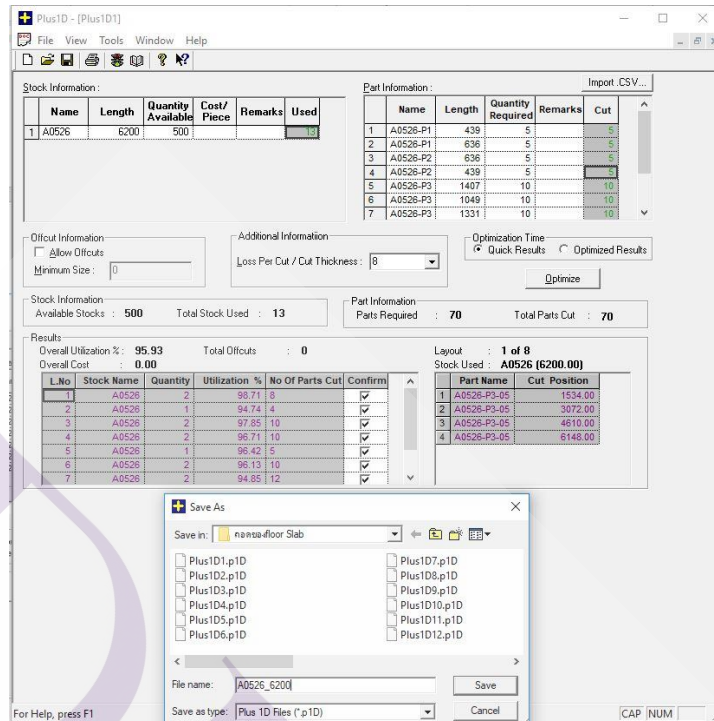 Plus1D - [Plus1D1]
File View Tools Window Help
Stock Information :
Name Length Quantity Available Cost/ Piece Remarks Used
1 A0526 6200 500 13
Part Information :
Import .CSV...
Name Length Quantity Required Remarks Cut
1 A0526-P1 439 5 5
2 A0526-P1 636 5 5
3 A0526-P2 636 5 5
4 A0526-P2 439 5 5
5 A0526-P3 1407 10 10
6 A0526-P3 1049 10 10
7 A0526-P3 1331 10 10
Offcut Information
Allow Offcuts
Minimum Size : 0
Additional Information
Loss Per Cut / Cut Thickness : 8
Optimization Time
Quick Results Optimized Results
Optimize
Stock Information
Available Stocks : 500 Total Stock Used : 13
Part Information
Parts Required : 70 Total Parts Cut : 70
Results
Overall Utilization % : 95.93 Total Offcuts : 0
Overall Cost : 0.00
L.No Stock Name Quantity Utilization % No Of Parts Cut Confirm
1 A0526 2 98.71 8
2 A0526 1 94.74 4
3 A0526 2 97.85 10
4 A0526 2 96.71 10
5 A0526 1 96.42 5
6 A0526 2 96.13 10
7 A0526 2 94.85 12
Layout : 1 of 8
Stock Used : A0526 (6200.00)
Part Name Cut Position
1 A0526-P3-05 1534.00
2 A0526-P3-05 3072.00
3 A0526-P3-05 4610.00
4 A0526-P3-05 6148.00
Save As
Save in: ถอดของfloor Slab
Plus1D1.p1D
Plus1D2.p1D
Plus1D3.p1D
Plus1D4.p1D
Plus1D5.p1D
Plus1D6.p1D
Plus1D7.p1D
Plus1D8.p1D
Plus1D9.p1D
Plus1D10.p1D
Plus1D11.p1D
Plus1D12.p1D
File name: A0526_6200 Save
Save as type: Plus 1D Files (*.p1D) Cancel
For Help, press F1
CAP NUM